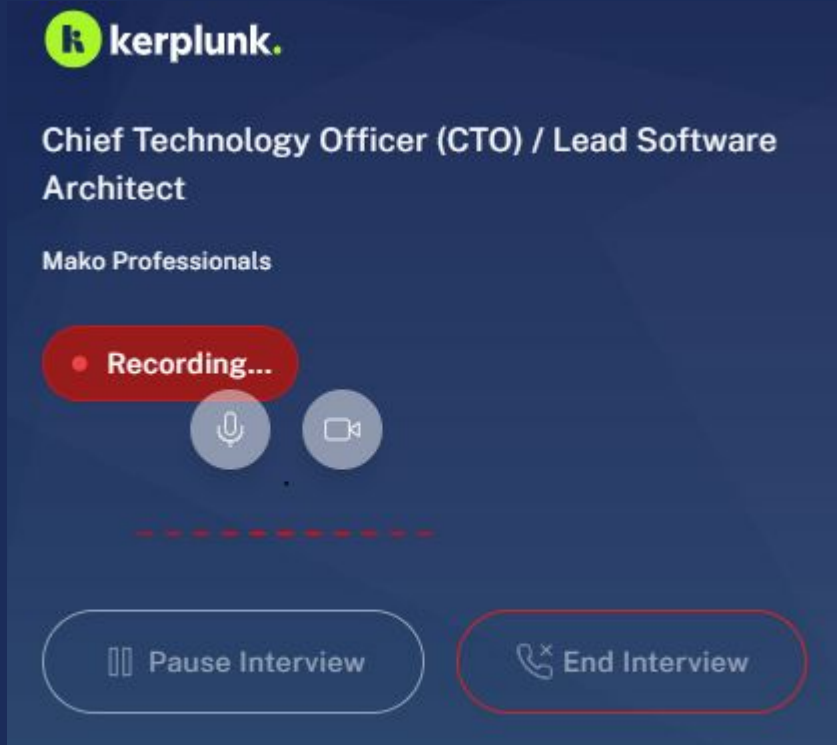 kerplunk.
Chief Technology Officer (CTO) / Lead Software
Architect
Mako Professionals
Recording...
Pause Interview
End Interview